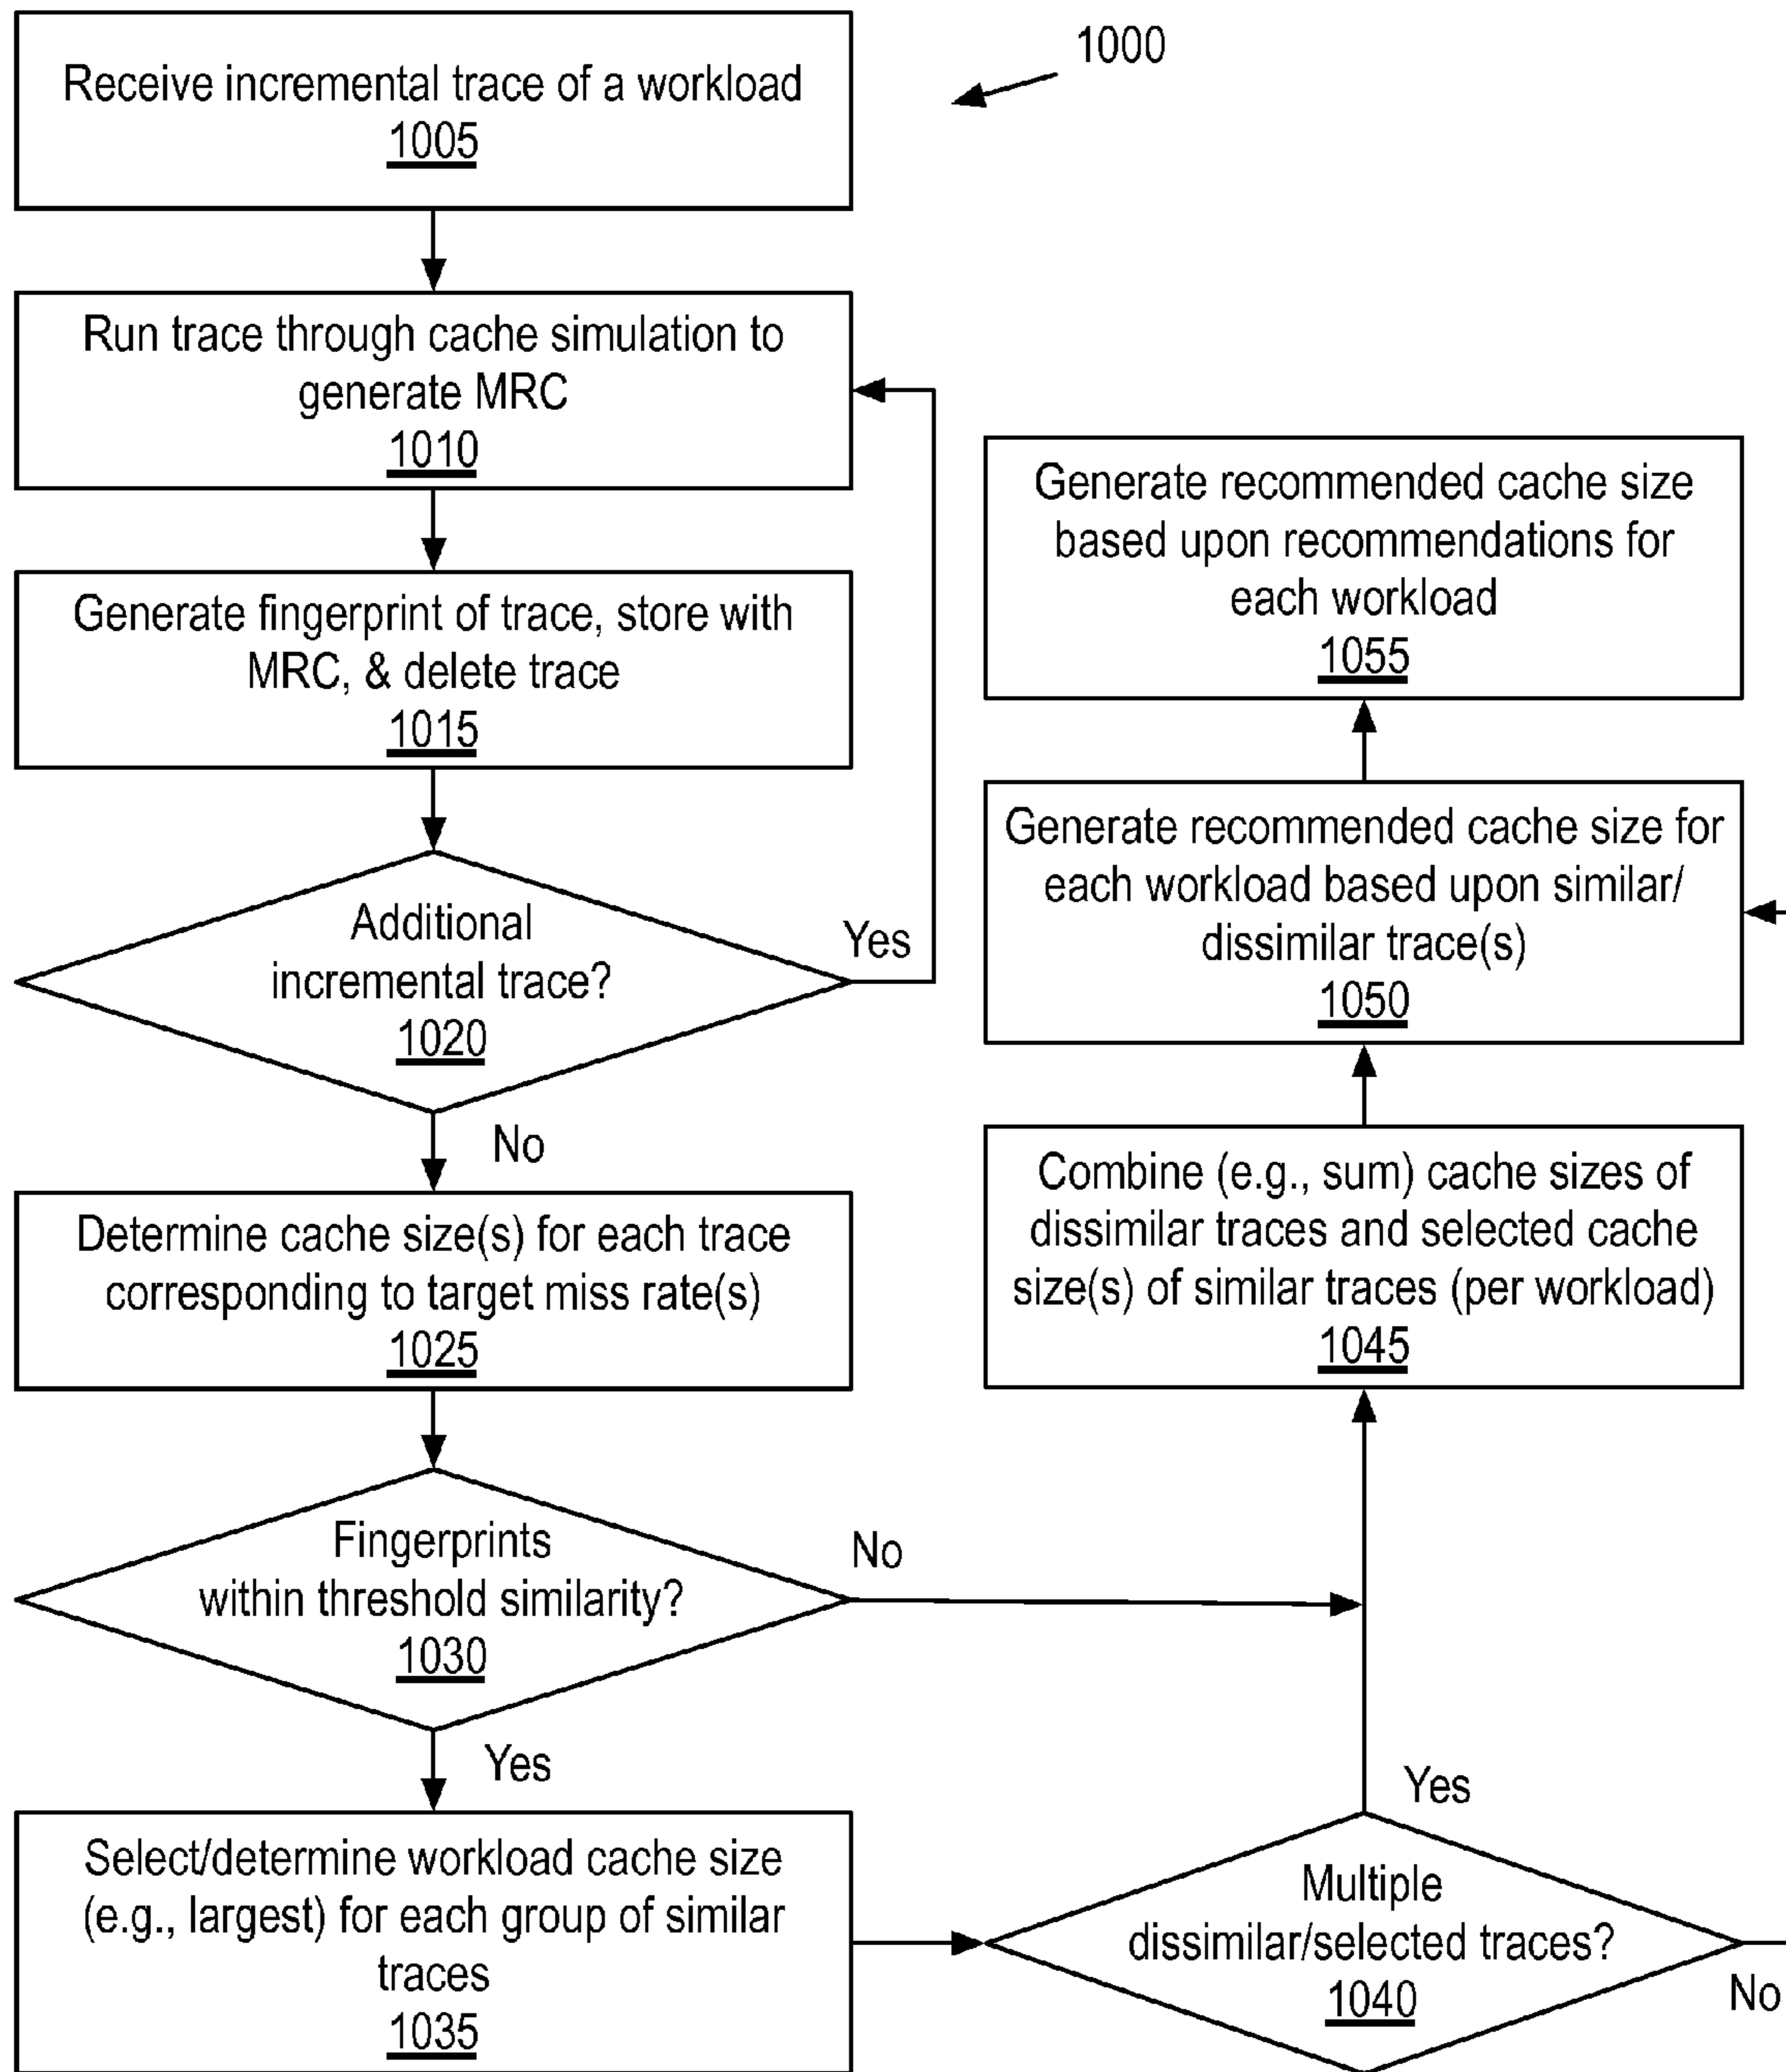 1000
Receive incremental trace of a workload
1005
Run trace through cache simulation to
generate MRC
1010
Generate fingerprint of trace, store with
MRC, & delete trace
1015
Additional
incremental trace?
1020
Yes
No
Determine cache size(s) for each trace
corresponding to target miss rate(s)
1025
Fingerprints
within threshold similarity?
1030
No
Yes
Select/determine workload cache size
(e.g., largest) for each group of similar
traces
1035
Multiple
dissimilar/selected traces?
1040
Yes
No
Combine (e.g., sum) cache sizes of
dissimilar traces and selected cache
size(s) of similar traces (per workload)
1045
Generate recommended cache size for
each workload based upon similar/
dissimilar trace(s)
1050
Generate recommended cache size
based upon recommendations for
each workload
1055